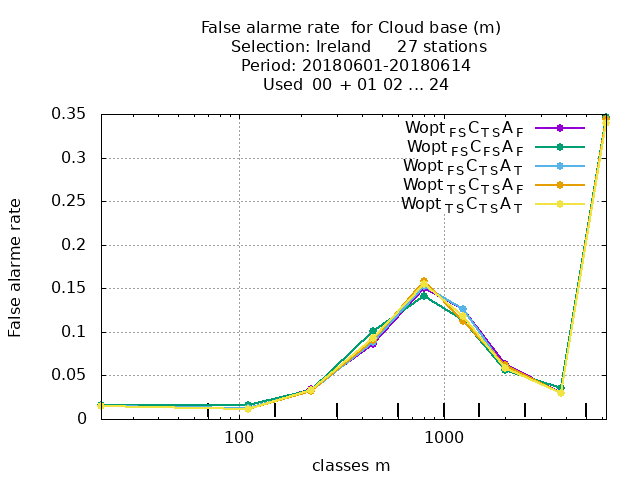 False alarme rate  for Cloud base (m)
Selection: Ireland     27 stations
Period: 20180601-20180614
Used  00 + 01 02 ... 24
0.35
0.3
0.25
0.2
0.15
0.1
0.05
0
False alarme rate
Wopt FS C TS A F
Wopt FS C FS A F
Wopt FS C TS A T
Wopt TS C TS A F
Wopt TS C TS A T
100 1000
classes m